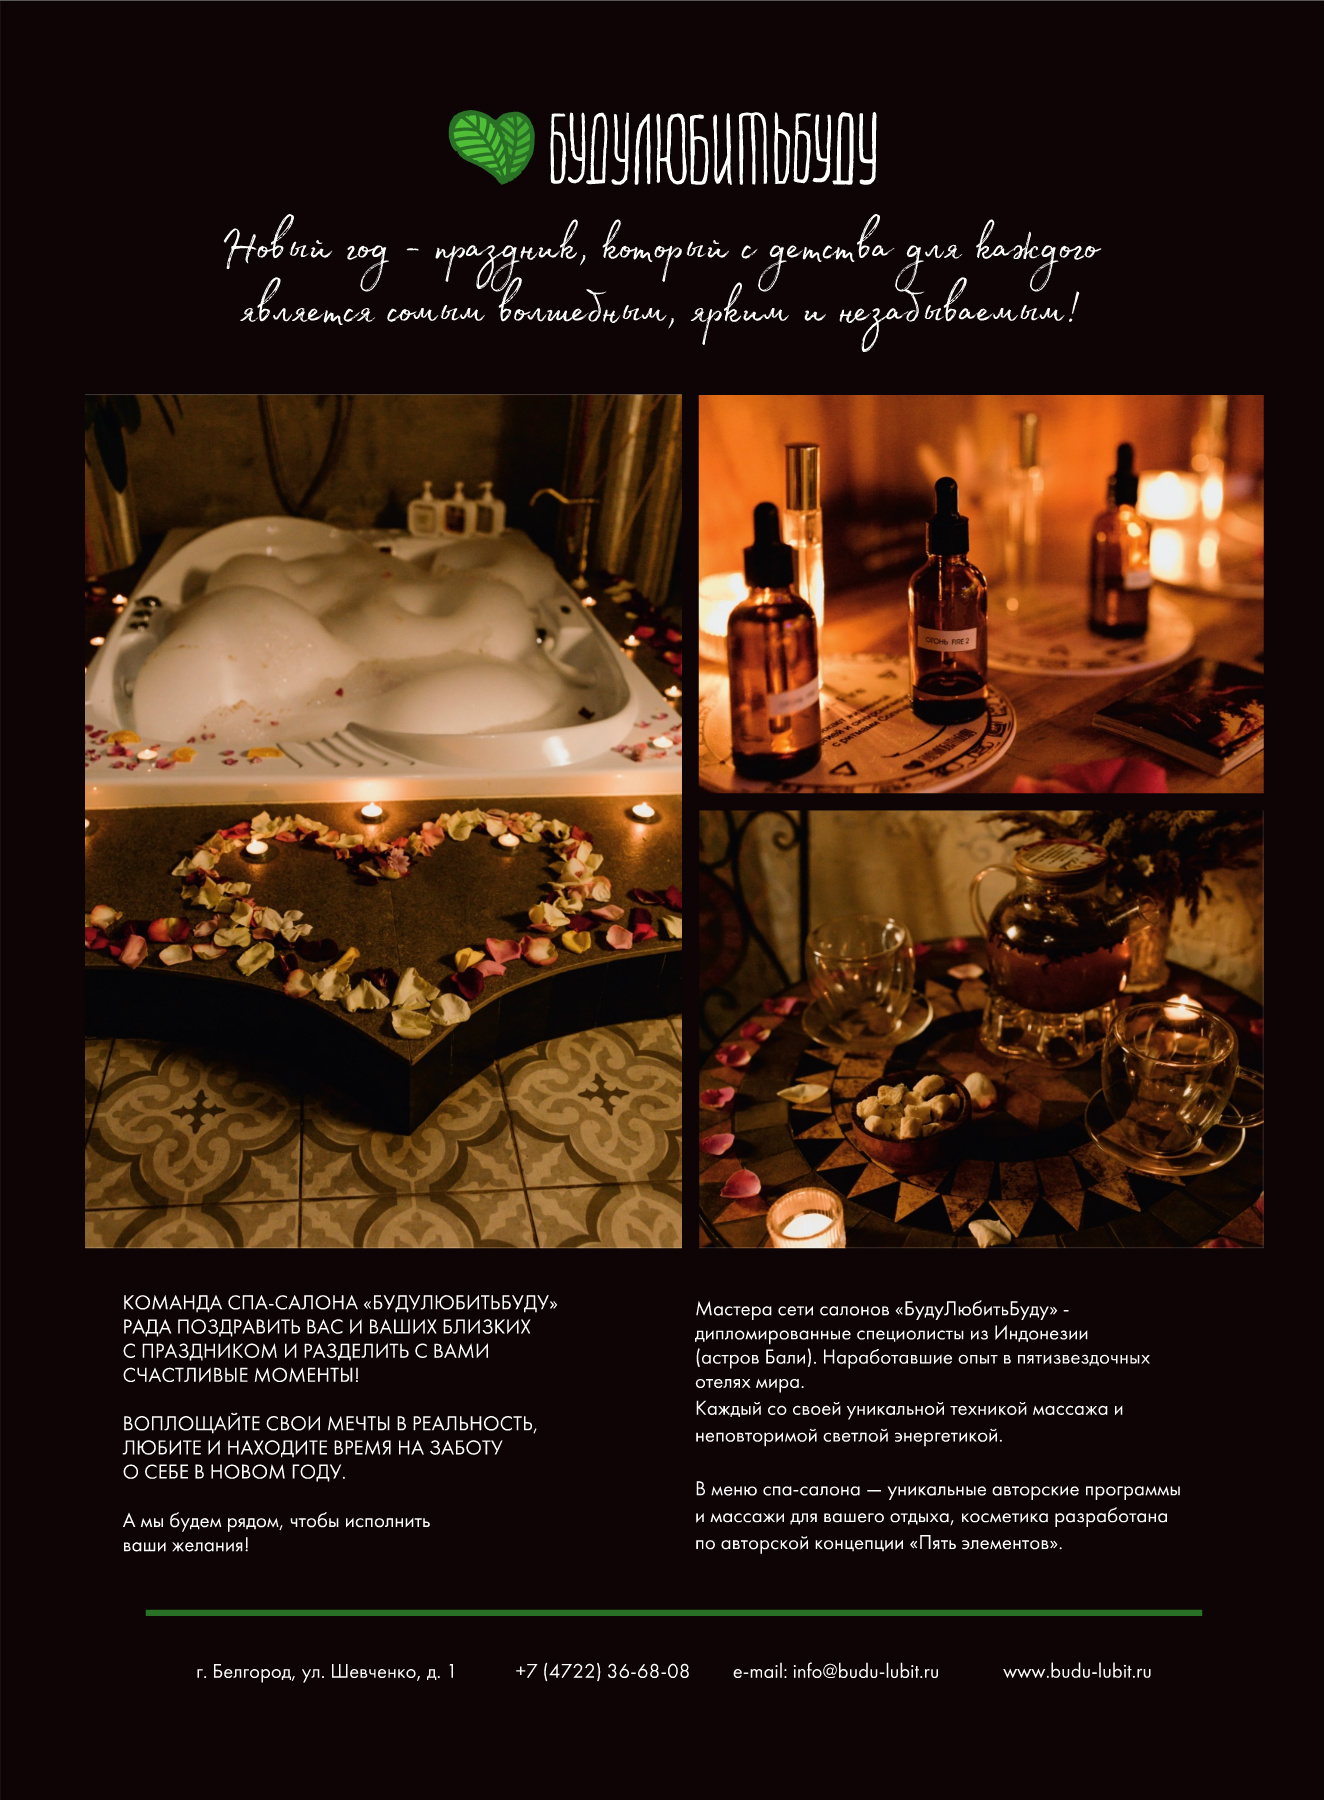 БУДУЛЮБИТЬБУДУ
Новый год - праздник, который с детства для каждого
является сомым волшебным, ярким и незабываемым!
ОГОНЬ FIRE 2
КОМАНДА СПА-САЛОНА «БУДУЛЮБИТЬБУДУ»
РАДА ПОЗДРАВИТЬ ВАС И ВАШИХ БЛИЗКИХ
С ПРАЗДНИКОМ И РАЗДЕЛИТЬ С ВАМИ
СЧАСТЛИВЫЕ МОМЕНТЫ!
ВОПЛОЩАЙТЕ СВОИ МЕЧТЫ В РЕАЛЬНОСТЬ,
ЛЮБИТЕ И НАХОДИТЕ ВРЕМЯ НА ЗАБОТУ
О СЕБЕ В НОВОМ ГОДУ.
А мы будем рядом, чтобы исполнить
ваши желания!
Мастера сети салонов «БудуЛюбитьБуду» -
дипломированные специолисты из Индонезии
(астров Бали). Наработавшие опыт в пятизвездочных
отелях мира.
Каждый со своей уникальной техникой массажа и
неповторимой светлой энергетикой.
В меню спа-салона — уникальные авторские программы
и массажи для вашего отдыха, косметика разработана
по авторской концепции «Пять элементов».
г. Белгород, ул. Шевченко, д. 1
+7 (4722) 36-68-08
e-mail: info@budu-lubit.ru
www.budu-lubit.ru